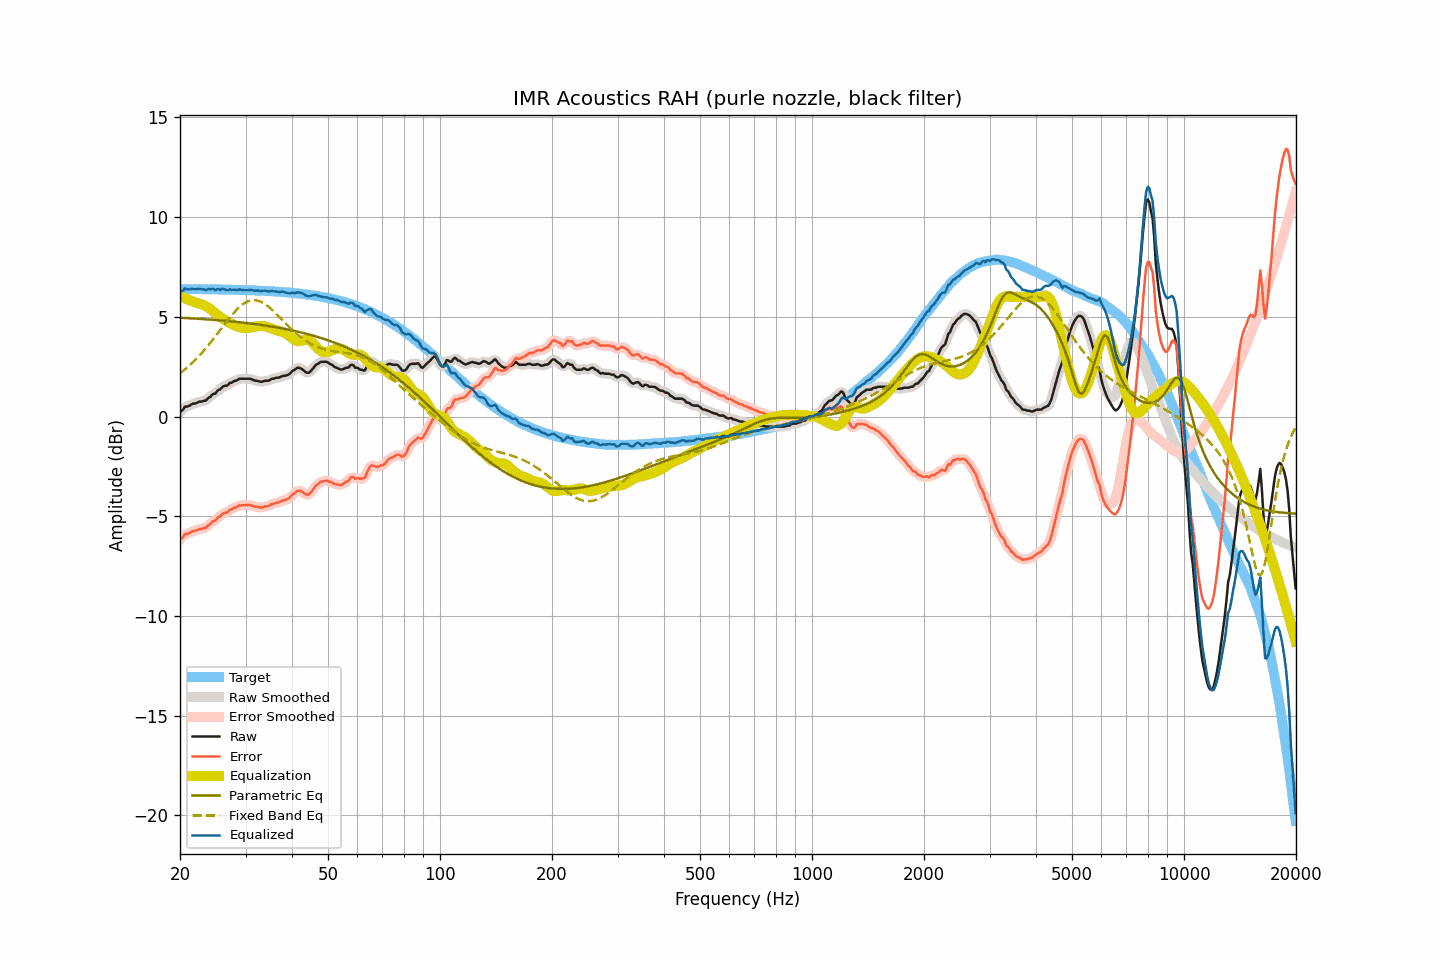 IMR Acoustics RAH (purle nozzle, black filter)
15
10
5
0
−5
−10
−15
−20
Amplitude (dBr)
Target
Raw Smoothed
Error Smoothed
Raw
Error
Equalization
Parametric Eq
Fixed Band Eq
Equalized
20 50 100 200 500 1000 2000 5000 10000 20000
Frequency (Hz)